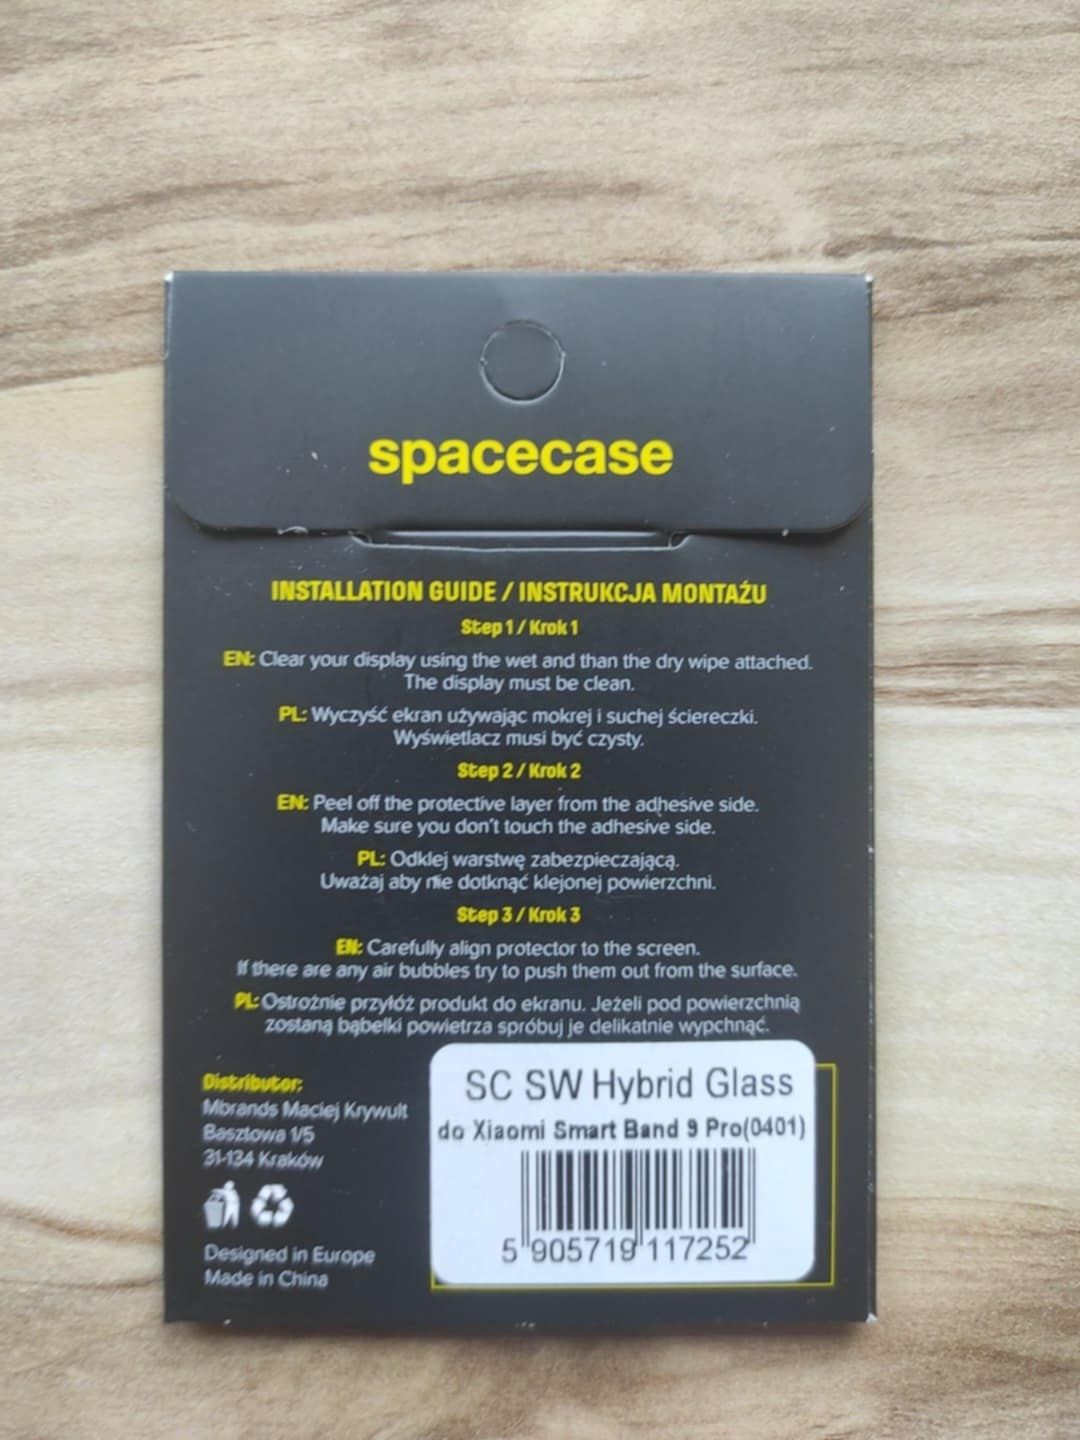 spacecase
INSTALLATION GUIDE / INSTRUKCJA MONTAŻU
Step 1 / Krok 1
EN: Clear your display using the wet and than the dry wipe attached.
The display must be clean.
PL: Wyczyść ekran używając mokrej i suchej ściereczki.
Wyświetlacz musi być czysty.
Step 2 / Krok 2
EN: Peel off the protective layer from the adhesive side.
Make sure you don't touch the adhesive side.
PL: Odklej warstwę zabezpieczającą.
Uważaj aby nie dotknąć klejonej powierzchni.
Step 3 / Krok 3
EN: Carefully align protector to the screen.
If there are any air bubbles try to push them out from the surface.
PL: Ostrożnie przyłóż produkt do ekranu. Jeżeli pod powierzchnią
zostaną bąbelki powietrza spróbuj je delikatnie wypchnąć.
Distributor:
Mbrands Maciej Krywult
Basztowa 1/5
31-134 Kraków
Designed in Europe
Made in China
SC SW Hybrid Glass
do Xiaomi Smart Band 9 Pro(0401)
5 905719 117252